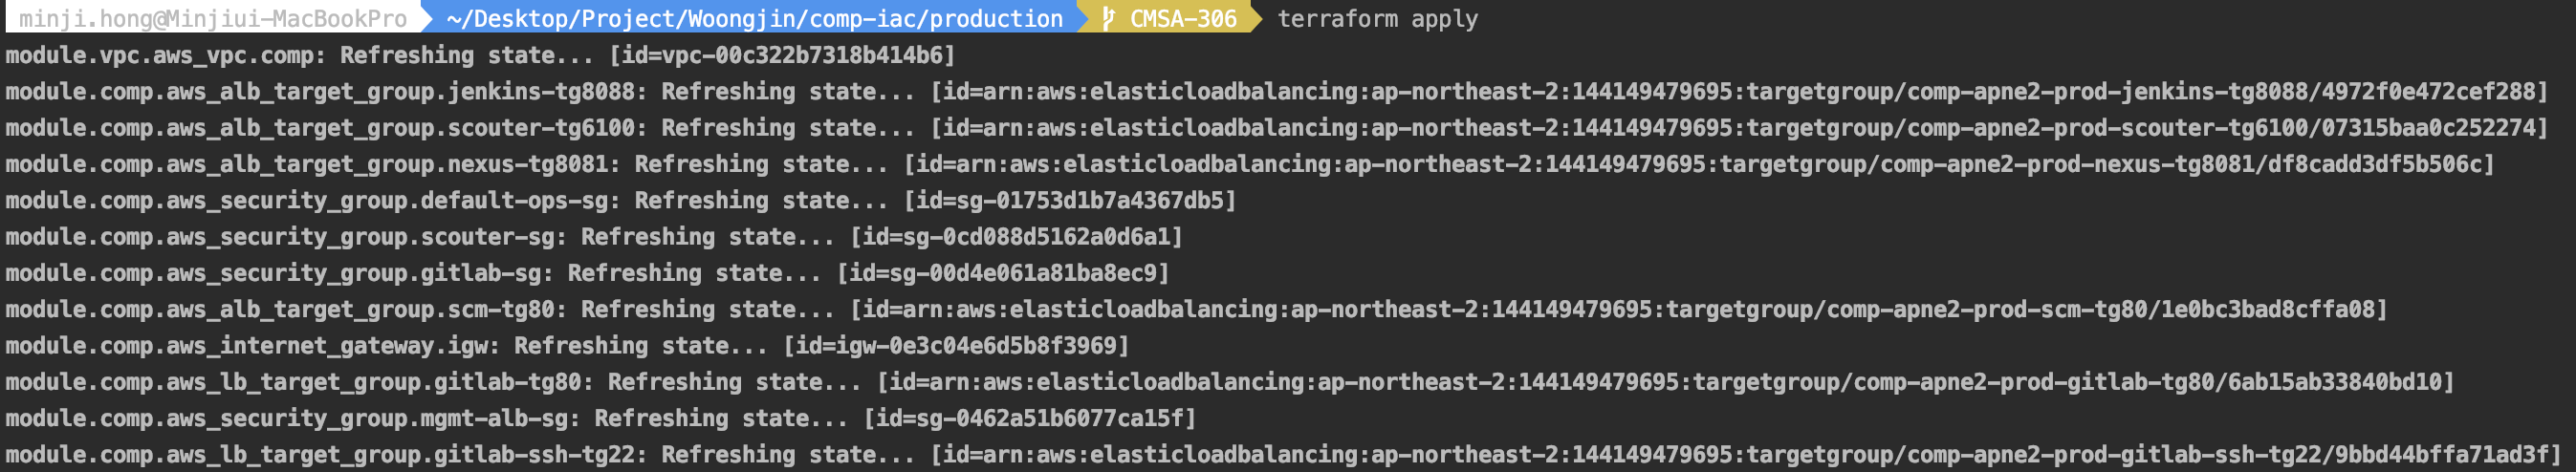 minji.hong@Minjiui-MacBookPro ~/Desktop/Project/Woongjin/comp-iac/production CMSA-306 terraform apply
module.vpc.aws_vpc.comp: Refreshing state... [id=vpc-00c322b7318b414b6]
module.comp.aws_alb_target_group.jenkins-tg8088: Refreshing state... [id=arn:aws:elasticloadbalancing:ap-northeast-2:144149479695:targetgroup/comp-apne2-prod-jenkins-tg8088/4972f0e472cef288]
module.comp.aws_alb_target_group.scouter-tg6100: Refreshing state... [id=arn:aws:elasticloadbalancing:ap-northeast-2:144149479695:targetgroup/comp-apne2-prod-scouter-tg6100/07315baa0c252274]
module.comp.aws_alb_target_group.nexus-tg8081: Refreshing state... [id=arn:aws:elasticloadbalancing:ap-northeast-2:144149479695:targetgroup/comp-apne2-prod-nexus-tg8081/df8cadd3df5b506c]
module.comp.aws_security_group.default-ops-sg: Refreshing state... [id=sg-01753d1b7a4367db5]
module.comp.aws_security_group.scouter-sg: Refreshing state... [id=sg-0cd088d5162a0d6a1]
module.comp.aws_security_group.gitlab-sg: Refreshing state... [id=sg-00d4e061a81ba8ec9]
module.comp.aws_alb_target_group.scm-tg80: Refreshing state... [id=arn:aws:elasticloadbalancing:ap-northeast-2:144149479695:targetgroup/comp-apne2-prod-scm-tg80/1e0bc3bad8cffa08]
module.comp.aws_internet_gateway.igw: Refreshing state... [id=igw-0e3c04e6d5b8f3969]
module.comp.aws_lb_target_group.gitlab-tg80: Refreshing state... [id=arn:aws:elasticloadbalancing:ap-northeast-2:144149479695:targetgroup/comp-apne2-prod-gitlab-tg80/6ab15ab33840bd10]
module.comp.aws_security_group.mgmt-alb-sg: Refreshing state... [id=sg-0462a51b6077ca15f]
module.comp.aws_lb_target_group.gitlab-ssh-tg22: Refreshing state... [id=arn:aws:elasticloadbalancing:ap-northeast-2:144149479695:targetgroup/comp-apne2-prod-gitlab-ssh-tg22/9bbd44bffa71ad3f]